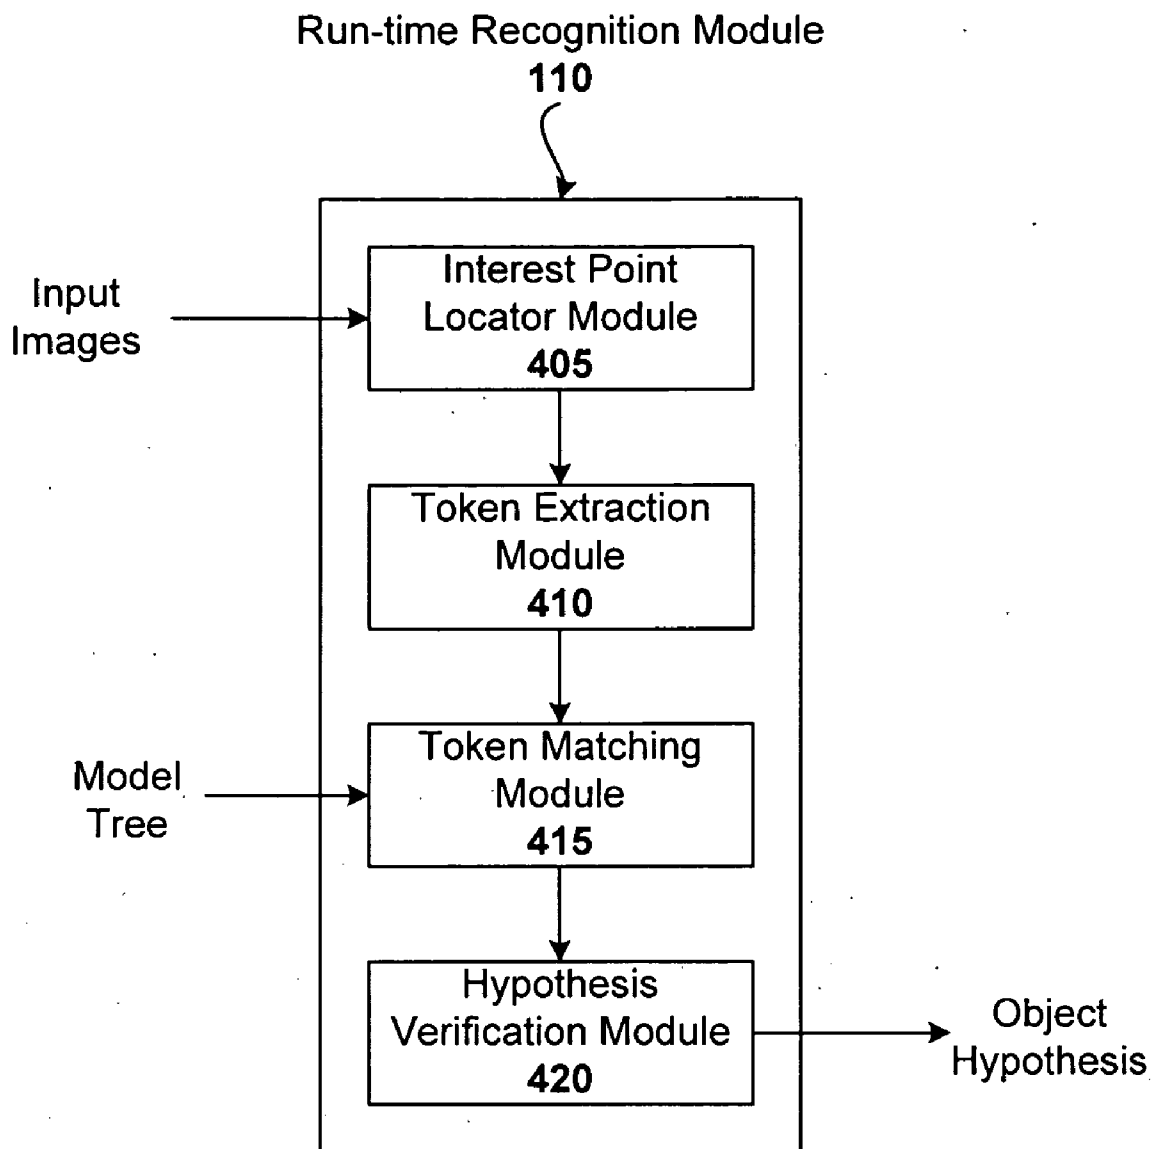 Run-time Recognition Module
110
Input
Images
Interest Point
Locator Module
405
Token Extraction
Module
410
Model
Tree
Token Matching
Module
415
Hypothesis
Verification Module
420
Object
Hypothesis